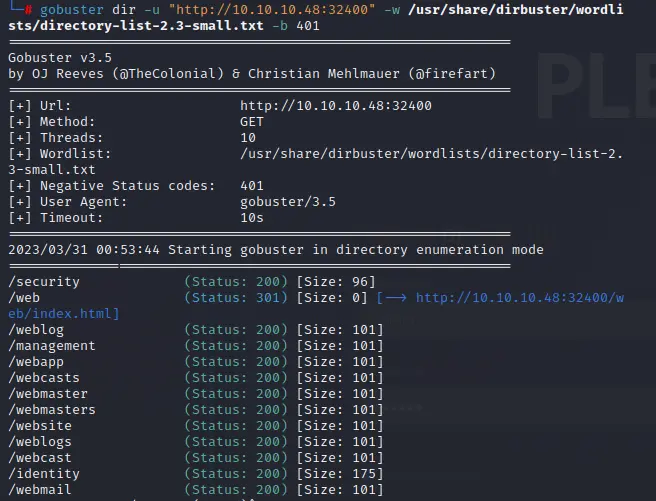 └─# gobuster dir -u "http://10.10.10.48:32400" -w /usr/share/dirbuster/wordli
sts/directory-list-2.3-small.txt -b 401
===============================================================
Gobuster v3.5
by OJ Reeves (@TheColonial) & Christian Mehlmauer (@firefart)
===============================================================
[+] Url:                     http://10.10.10.48:32400
[+] Method:                  GET
[+] Threads:                 10
[+] Wordlist:                /usr/share/dirbuster/wordlists/directory-list-2.
3-small.txt
[+] Negative Status codes:   401
[+] User Agent:              gobuster/3.5
[+] Timeout:                 10s
===============================================================
2023/03/31 00:53:44 Starting gobuster in directory enumeration mode
===============================================================
/security             (Status: 200) [Size: 96]
/web                  (Status: 301) [Size: 0] [--> http://10.10.10.48:32400/w
eb/index.html]
/weblog               (Status: 200) [Size: 101]
/management           (Status: 200) [Size: 101]
/webapp               (Status: 200) [Size: 101]
/webcasts             (Status: 200) [Size: 101]
/webmaster            (Status: 200) [Size: 101]
/webmasters           (Status: 200) [Size: 101]
/website              (Status: 200) [Size: 101]
/weblogs              (Status: 200) [Size: 101]
/webcast              (Status: 200) [Size: 101]
/identity             (Status: 200) [Size: 175]
/webmail              (Status: 200) [Size: 101]